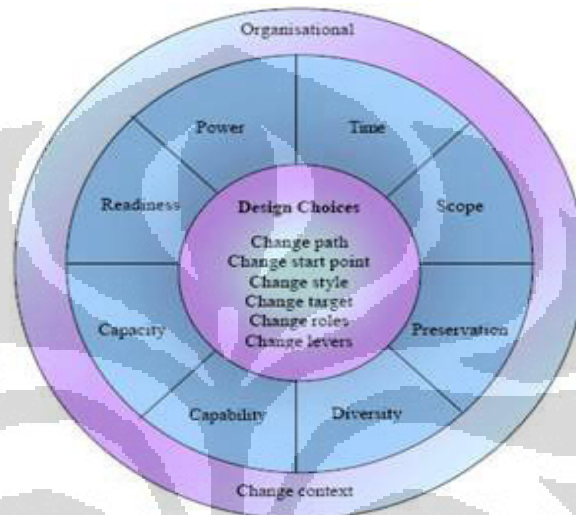 Organisational
Power
Time
Readiness
Scope
Design Choices
Change path
Change start point
Change style
Change target
Change roles
Change levers
Capacity
Preservation
Capability
Diversity
Change context